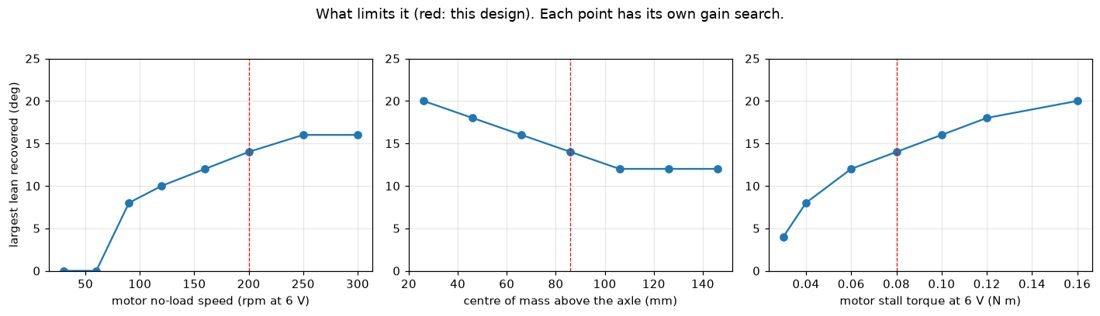 What limits it (red: this design). Each point has its own gain search.
largest lean recovered (deg)
25
20
15
10
5
0
50 100 150 200 250 300
motor no-load speed (rpm at 6 V)
25
20
15
10
5
0
20 40 60 80 100 120 140
centre of mass above the axle (mm)
25
20
15
10
5
0
0.04 0.06 0.08 0.10 0.12 0.14 0.16
motor stall torque at 6 V (N m)